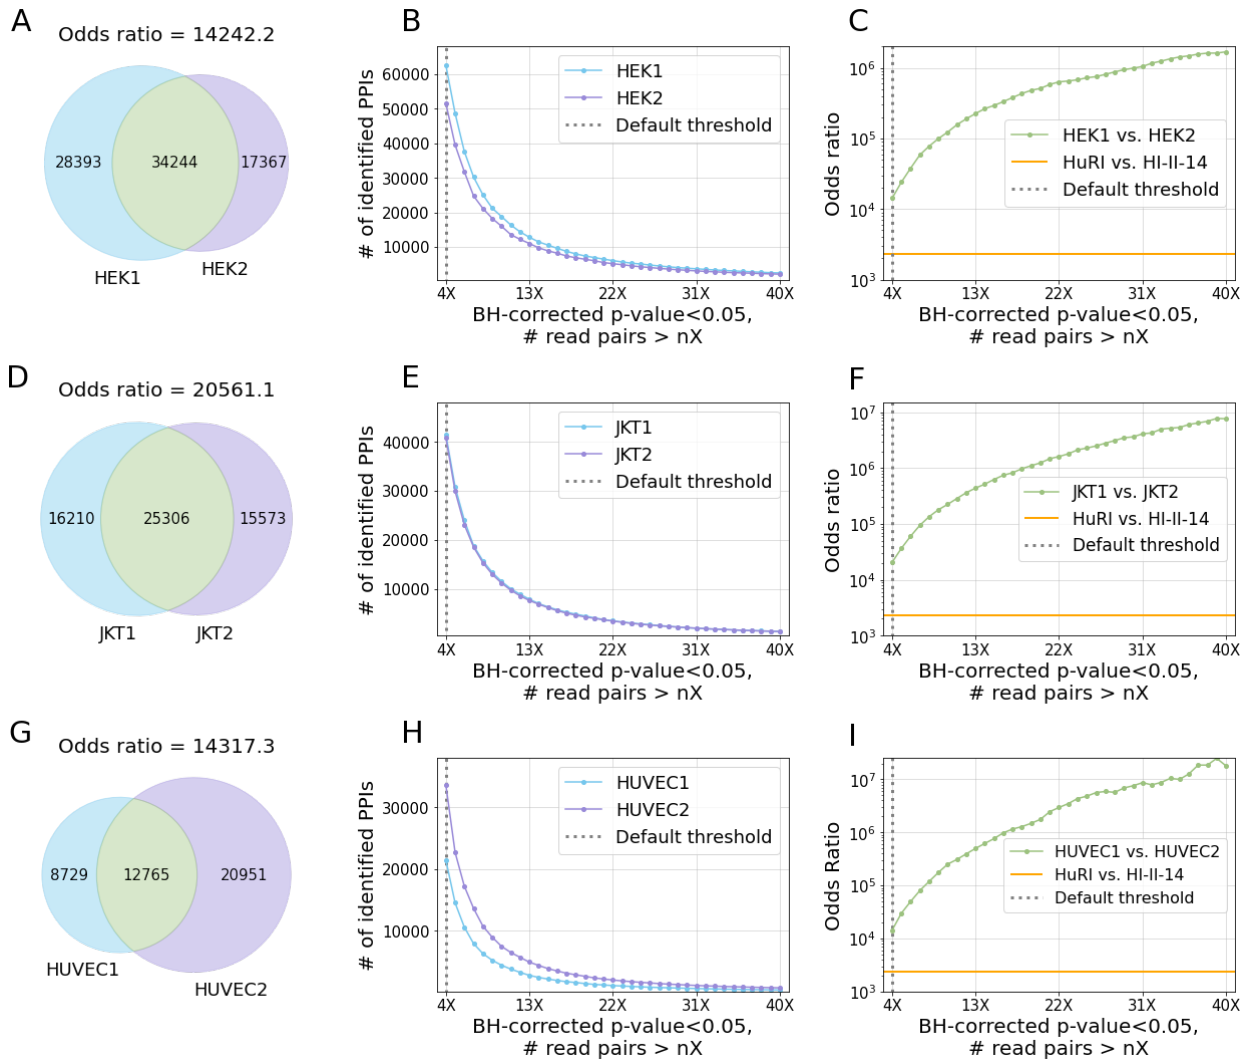 A
Odds ratio = 14242.2
28393
34244
17367
HEK1
HEK2
B
# of identified PPIs
60000
50000
40000
30000
20000
10000
HEK1
HEK2
Default threshold
4X 13X 22X 31X 40X
BH-corrected p-value<0.05,
# read pairs > nX
C
Odds ratio
10^6
10^5
10^4
10^3
HEK1 vs. HEK2
HuRI vs. HI-II-14
Default threshold
4X 13X 22X 31X 40X
BH-corrected p-value<0.05,
# read pairs > nX
D
Odds ratio = 20561.1
16210
25306
15573
JKT1
JKT2
E
# of identified PPIs
40000
30000
20000
10000
JKT1
JKT2
Default threshold
4X 13X 22X 31X 40X
BH-corrected p-value<0.05,
# read pairs > nX
F
Odds ratio
10^7
10^6
10^5
10^4
10^3
JKT1 vs. JKT2
HuRI vs. HI-II-14
Default threshold
4X 13X 22X 31X 40X
BH-corrected p-value<0.05,
# read pairs > nX
G
Odds ratio = 14317.3
8729
12765
20951
HUVEC1
HUVEC2
H
# of identified PPIs
30000
20000
10000
HUVEC1
HUVEC2
Default threshold
4X 13X 22X 31X 40X
BH-corrected p-value<0.05,
# read pairs > nX
I
Odds Ratio
10^7
10^6
10^5
10^4
10^3
HUVEC1 vs. HUVEC2
HuRI vs. HI-II-14
Default threshold
4X 13X 22X 31X 40X
BH-corrected p-value<0.05,
# read pairs > nX